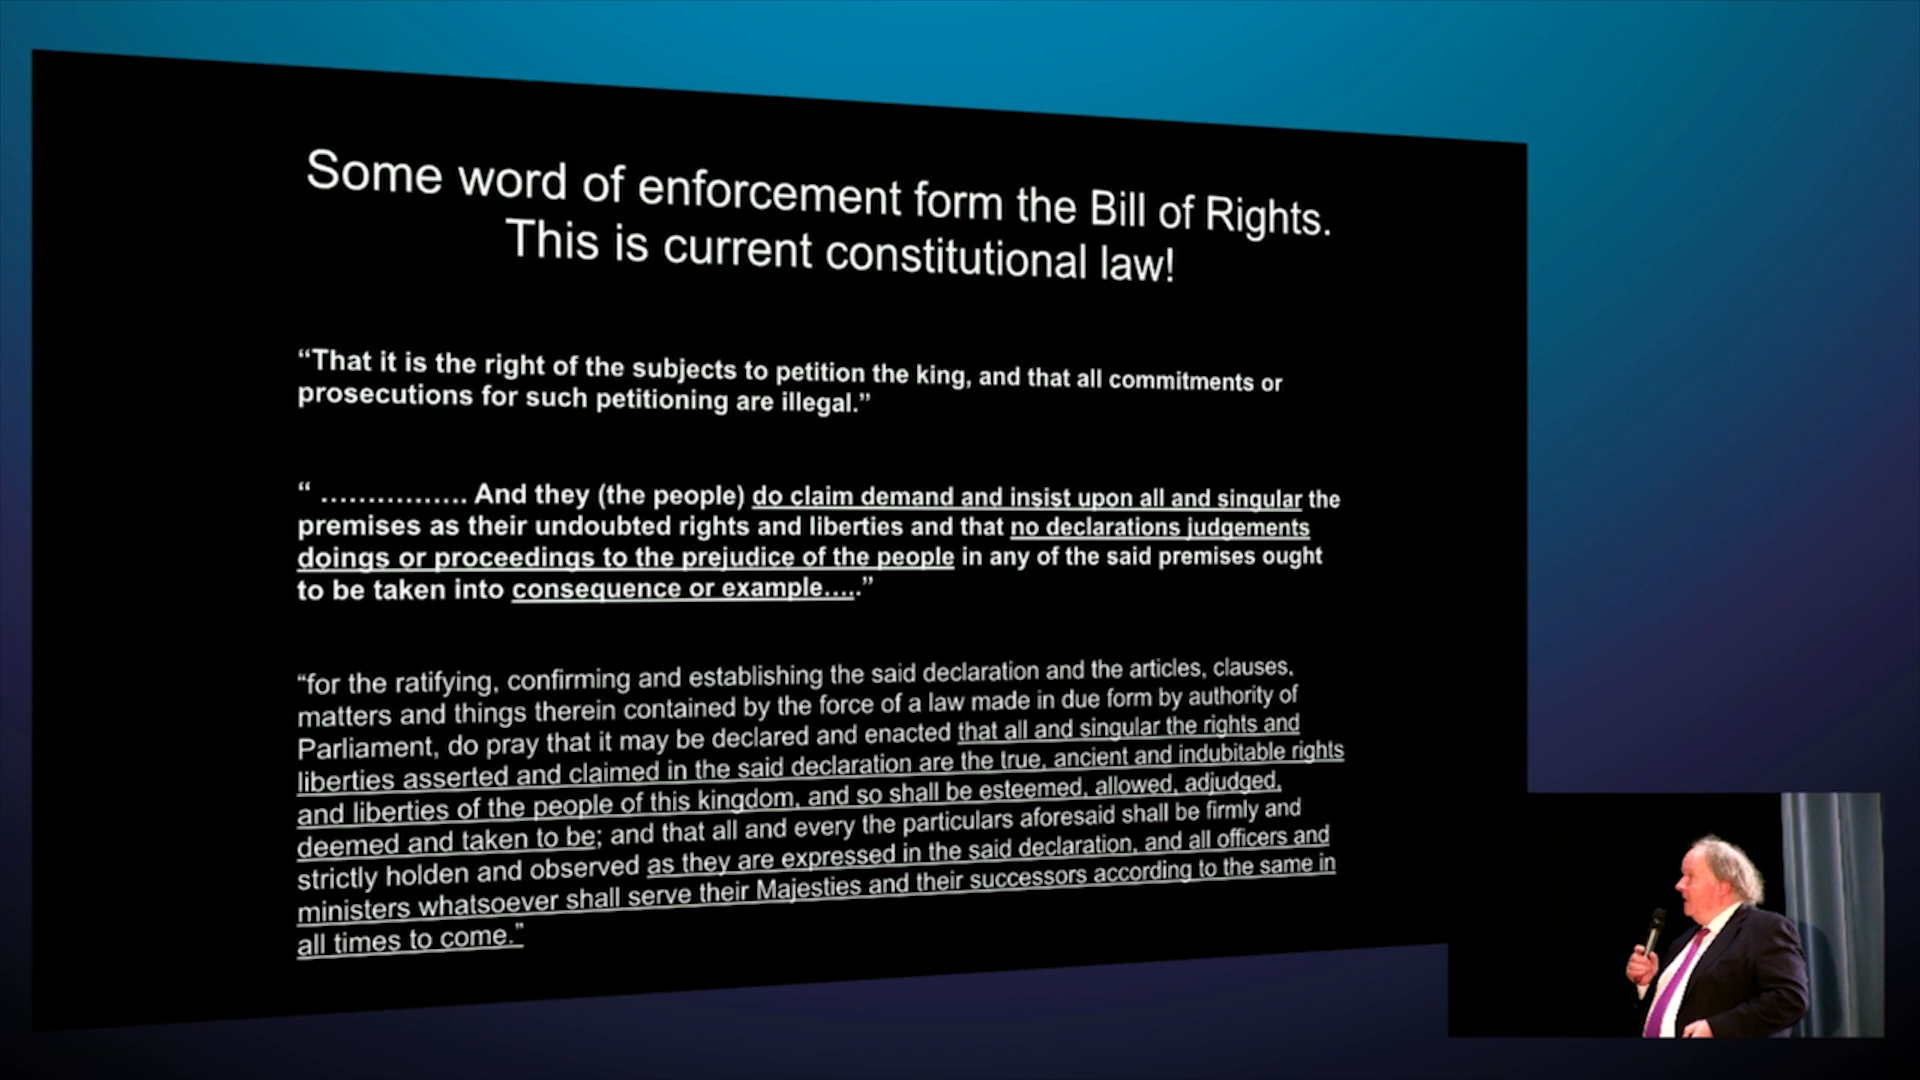 Some word of enforcement form the Bill of Rights.
This is current constitutional law!
“That it is the right of the subjects to petition the king, and that all commitments or
prosecutions for such petitioning are illegal.”
“ ................ And they (the people) do claim demand and insist upon all and singular the
premises as their undoubted rights and liberties and that no declarations judgements
doings or proceedings to the prejudice of the people in any of the said premises ought
to be taken into consequence or example.....”
“for the ratifying, confirming and establishing the said declaration and the articles, clauses,
matters and things therein contained by the force of a law made in due form by authority of
Parliament, do pray that it may be declared and enacted that all and singular the rights and
liberties asserted and claimed in the said declaration are the true, ancient and indubitable rights
and liberties of the people of this kingdom, and so shall be esteemed, allowed, adjudged,
deemed and taken to be; and that all and every the particulars aforesaid shall be firmly and
strictly holden and observed as they are expressed in the said declaration, and all officers and
ministers whatsoever shall serve their Majesties and their successors according to the same in
all times to come.”